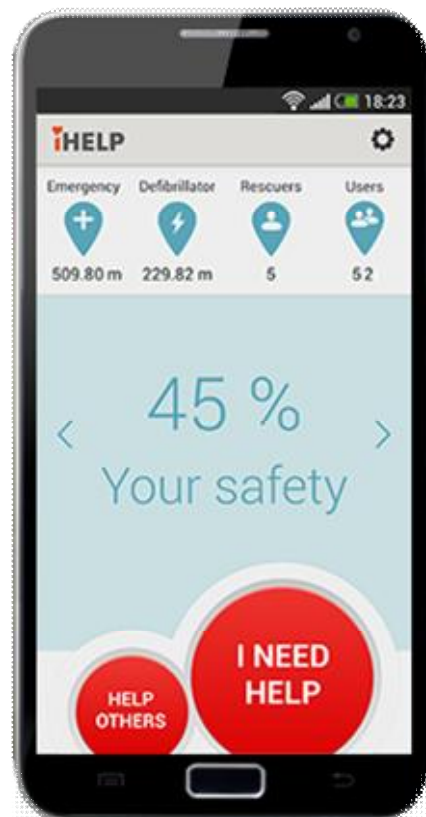 18:23
iHELP
Emergency Defibrillator Rescuers Users
509.80 m 229.82 m 5 52
45 %
Your safety
I NEED
HELP
HELP
OTHERS